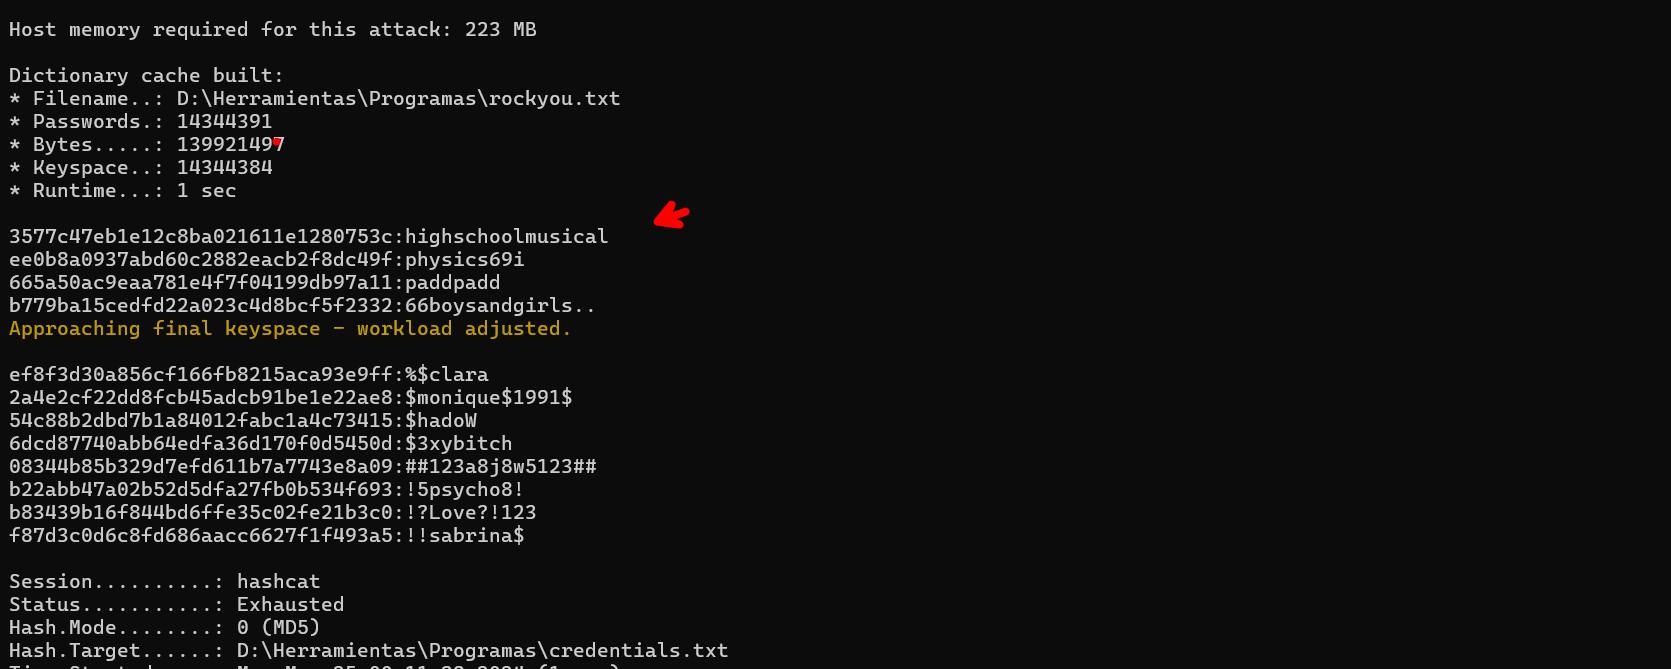 Host memory required for this attack: 223 MB
Dictionary cache built:
* Filename..: D:\Herramientas\Programas\rockyou.txt
* Passwords.: 14344391
* Bytes.....: 139921497
* Keyspace..: 14344384
* Runtime...: 1 sec
3577c47eb1e12c8ba021611e1280753c:highschoolmusical
ee0b8a0937abd60c2882eacb2f8dc49f:physics69i
665a50ac9eaa781e4f7f04199db97a11:paddpadd
b779ba15cedfd22a023c4d8bcf5f2332:66boysandgirls..
Approaching final keyspace - workload adjusted.
ef8f3d30a856cf166fb8215aca93e9ff:%$clara
2a4e2cf22dd8fcb45adcb91be1e22ae8:$monique$1991$
54c88b2dbd7b1a84012fabc1a4c73415:$hadoW
6dcd87740abb64edfa36d170f0d5450d:$3xybitch
08344b85b329d7efd611b7a7743e8a09:##123a8j8w5123##
b22abb47a02b52d5dfa27fb0b534f693:!5psycho8!
b83439b16f844bd6ffe35c02fe21b3c0:!?Love?!123
f87d3c0d6c8fd686aacc6627f1f493a5:!!sabrina$
Session..........: hashcat
Status...........: Exhausted
Hash.Mode........: 0 (MD5)
Hash.Target......: D:\Herramientas\Programas\credentials.txt